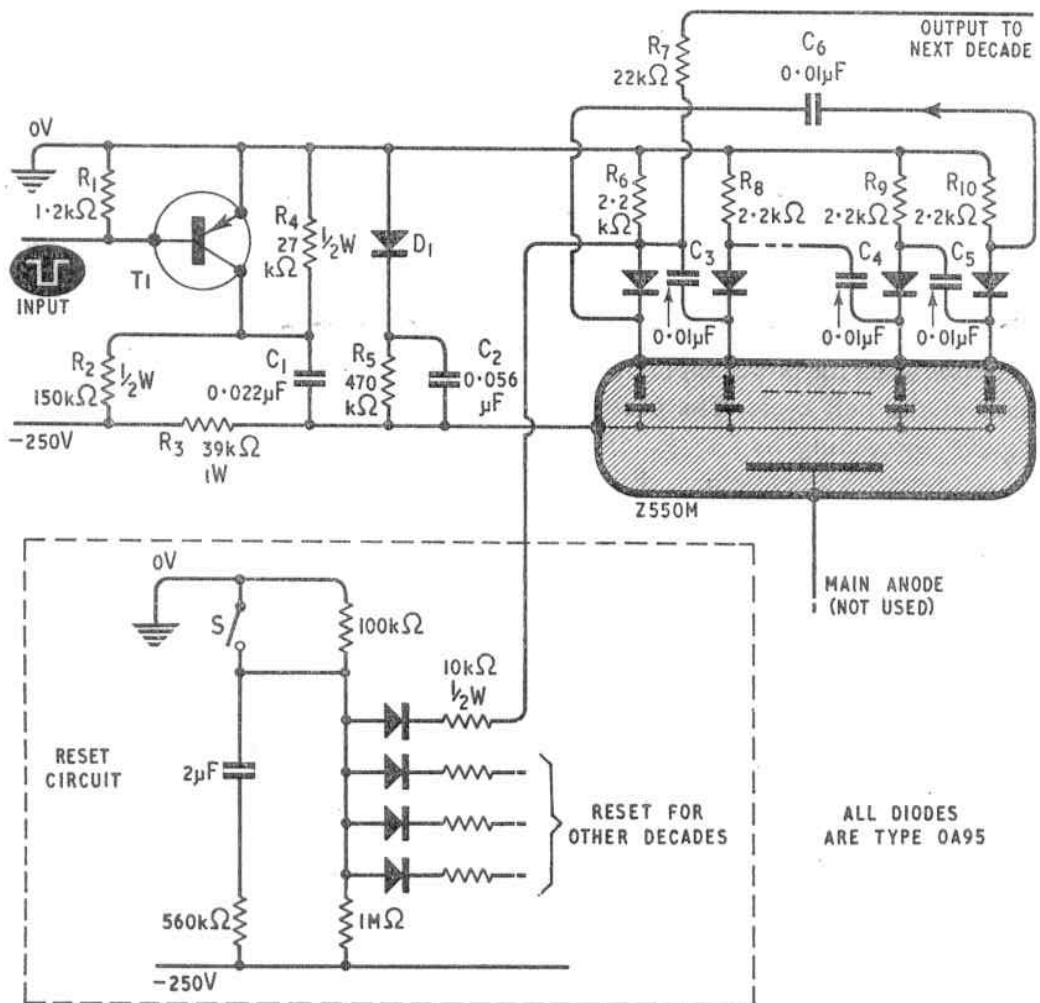 OUTPUT TO
NEXT DECADE
C6
0·01µF
R7
22kΩ
0V
R1
1·2kΩ
R4
27
kΩ
½W
D1
R6
2·2
kΩ
R8
2·2kΩ
R9
2·2kΩ
R10
2·2kΩ
T1
INPUT
C3
0·01µF
C4
0·01µF
C5
0·01µF
R2
150kΩ
½W
C1
0·022µF
R5
470
kΩ
C2
0·056
µF
-250V
R3
39kΩ
1W
Z550M
MAIN ANODE
(NOT USED)
0V
S
100kΩ
10kΩ
½W
RESET
CIRCUIT
2µF
RESET FOR
OTHER DECADES
ALL DIODES
ARE TYPE OA95
560kΩ
1MΩ
-250V